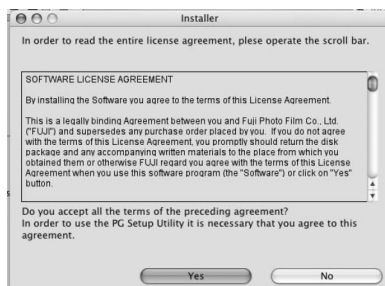 Installer
In order to read the entire license agreement, plese operate the scroll bar.
SOFTWARE LICENSE AGREEMENT
By installing the Software you agree to the terms of this License Agreement.
This is a legally binding Agreement between you and Fuji Photo Film Co., Ltd.
("FUJI") and supersedes any purchase order placed by you. If you do not agree
with the terms of this License Agreement, you promptly should return the disk
package and any accompanying written materials to the place from which you
obtained them or otherwise FUJI regard you agree with the terms of this License
Agreement when you use this software program (the "Software") or click on "Yes"
button.
Do you accept all the terms of the preceding agreement?
In order to use the PG Setup Utility it is necessary that you agree to this
agreement.
Yes
No